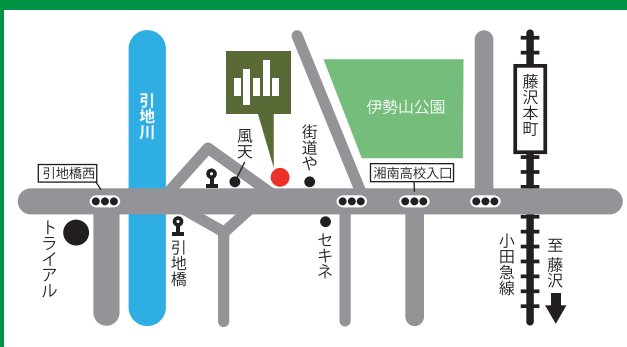 藤沢本町
引地川
伊勢山公園
街道や
風天
引地橋西
湘南高校入口
トライアル
引地橋
セキネ
小田急線
至 藤沢